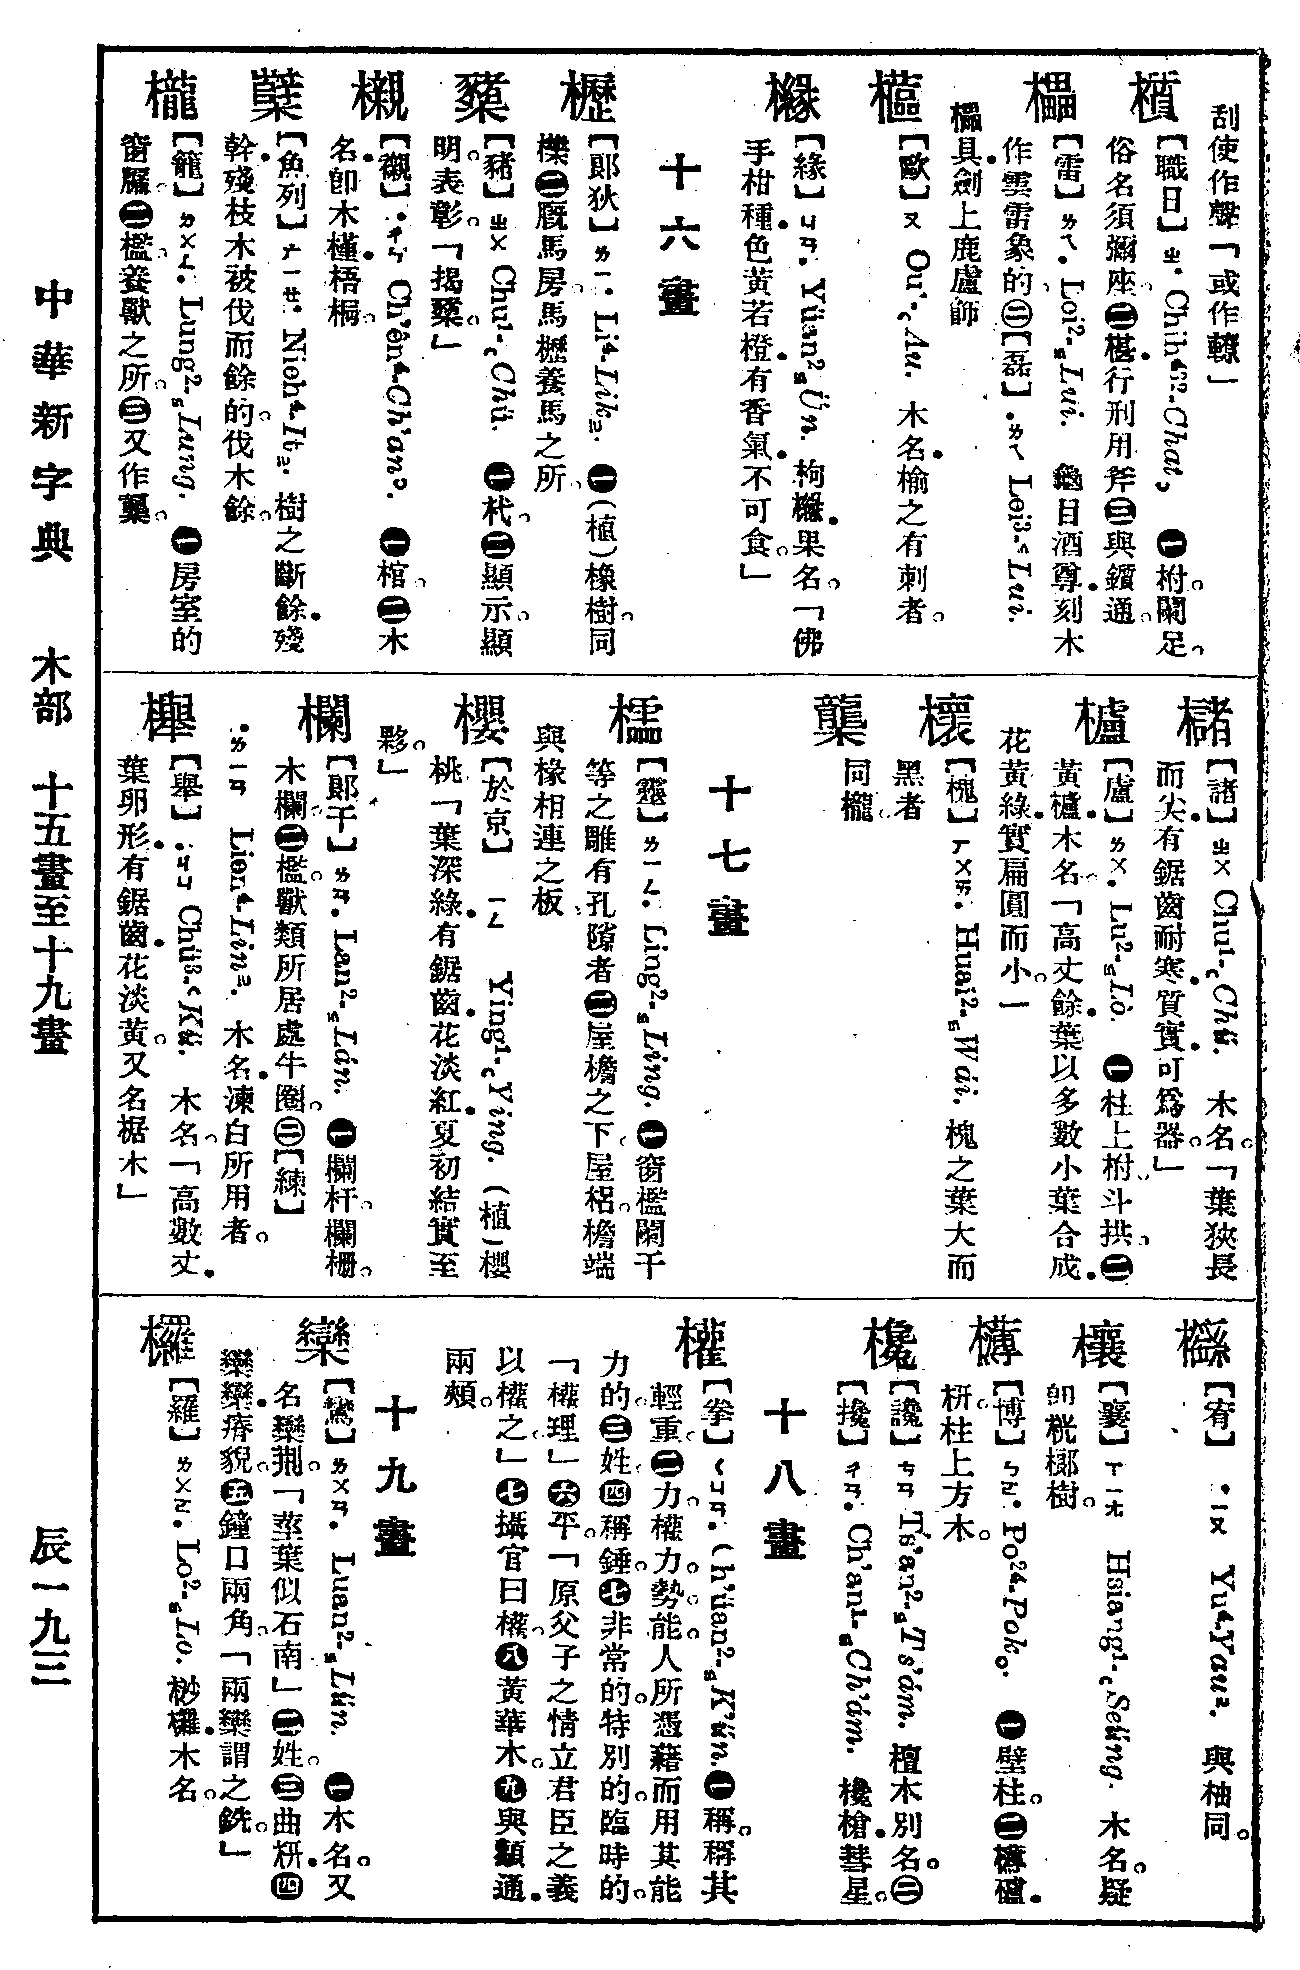 刮使作聲「或作轑」
櫍
【職日】ㄓ. Chih⁴,²-Chat. ㊀柎闌足。
俗名須彌座。㊁椹行刑用斧㊂與鑕通。
櫑
【雷】ㄌㄟ. Loi²-Lui. 龜目酒尊刻木
作雲雷象的。㊁【磊】ㄌㄟ Lei³-Lui.
櫑具劍上鹿盧飾
櫙
【歐】ㄡ Ou¹-Au. 木名榆之有刺者。
櫞
【緣】ㄩㄢ. Yüan²-Ün. 枸櫞果名。「佛
手柑種色黃若橙有香氣不可食。」
十六畫
櫪
【郞狄】ㄌㄧ. Li⁴-Lik. ㊀(植)橡樹同
櫟㊁廐馬房。馬櫪養馬之所。
櫫
【豬】ㄓㄨ Chu¹-Chü. ㊀杙。㊁顯示。顯
明。表彰。「揭櫫。」
櫬
【襯】ㄔㄣ Ch'ên⁴-Ch'an. ㊀棺。㊁木
名卽木槿。梧桐。
櫱
【魚列】ㄏㄧㄝ. Nieh⁴-It. 樹之斷餘殘
幹殘枝木被伐而餘的。伐木餘。
櫳
【籠】ㄌㄨㄥ. Lung²-Lung. ㊀房室的
窗牖。㊁檻養獸之所。㊂又作櫱。
櫧
【諸】ㄓㄨ Chu¹-Chü. 木名。「葉狹長
而尖有鋸齒耐寒質實可爲器。」
櫨
【盧】ㄌㄨ. Lu²-Lô. ㊀柱上柎。斗拱。㊁
黃櫨木名。「高丈餘葉以多數小葉合成
花黃綠實扁圓而小。一
櫰
【槐】ㄏㄨㄞ. Huai²-Wái. 槐之葉大而
黑者
櫳
同櫳。
十七畫
櫺
【靈】ㄌㄧㄥ. Ling²-Ling. ㊀窗檻闌干
等之雕有孔隙者㊁屋檐之下。屋梠。檐端
與椽相連之板。
櫻
【於京】ㄧㄥ Ying¹-Ying. (植)櫻
桃「葉深綠有鋸齒花淡紅夏初結實至
夥。」
欄
【郞干】ㄌㄢ. Lan²-Lán. ㊀欄杆。欄柵。
木欄。㊁檻。獸類所居處牛圈。㊁【練】
ㄌㄧㄢ Lien⁴-Lin. 木名湅白所用者。
櫸
【舉】ㄐㄩ Chü³-Kü. 木名。「高數丈
葉卵形有鋸齒花淡黃。又名椐木」
櫾
【宥】ㄧㄡ Yu⁴-Yau. 與柚同。
欀
【襄】ㄒㄧㄤ Hsiang¹-Seüng. 木名。疑
卽桄榔樹。
欂
【博】ㄅㄛ. Po²⁴-Pok. ㊀壁柱。㊁欂櫨
枅。柱上方木。
欃
【讒】ㄘㄢ Ts'an²-Ts'ám. 檀木別名。㊁
【攙】ㄔㄢ. Ch'an¹-Ch'ám. 欃槍彗星。
十八畫
權
【拳】ㄑㄩㄢ. Ch'üan²-K'ün. ㊀稱。稱其
輕重㊁力。權力。勢能。人所憑藉而用其能
力的。㊂姓㊃稱錘。㊄非常的。特別的。臨時的。
「權理」㊅平。「原父子之情立君臣之義
以權之。」㊆攝官曰權。㊇黃華木。㊈與顴通。
兩頰。
十九畫
欒
【鸞】ㄌㄨㄢ. Luan²-Lün. ㊀木名。又
名欒荆。「莖葉似石南」㊁姓。㊂曲枅㊃
欒欒瘠貌。㊄鐘口兩角。「兩欒謂之銑。」
欏
【羅】ㄌㄨㄛ. Lo²-Lo. 桫欏木名。
中華新字典 木部 十五畫至十九畫 辰一九三